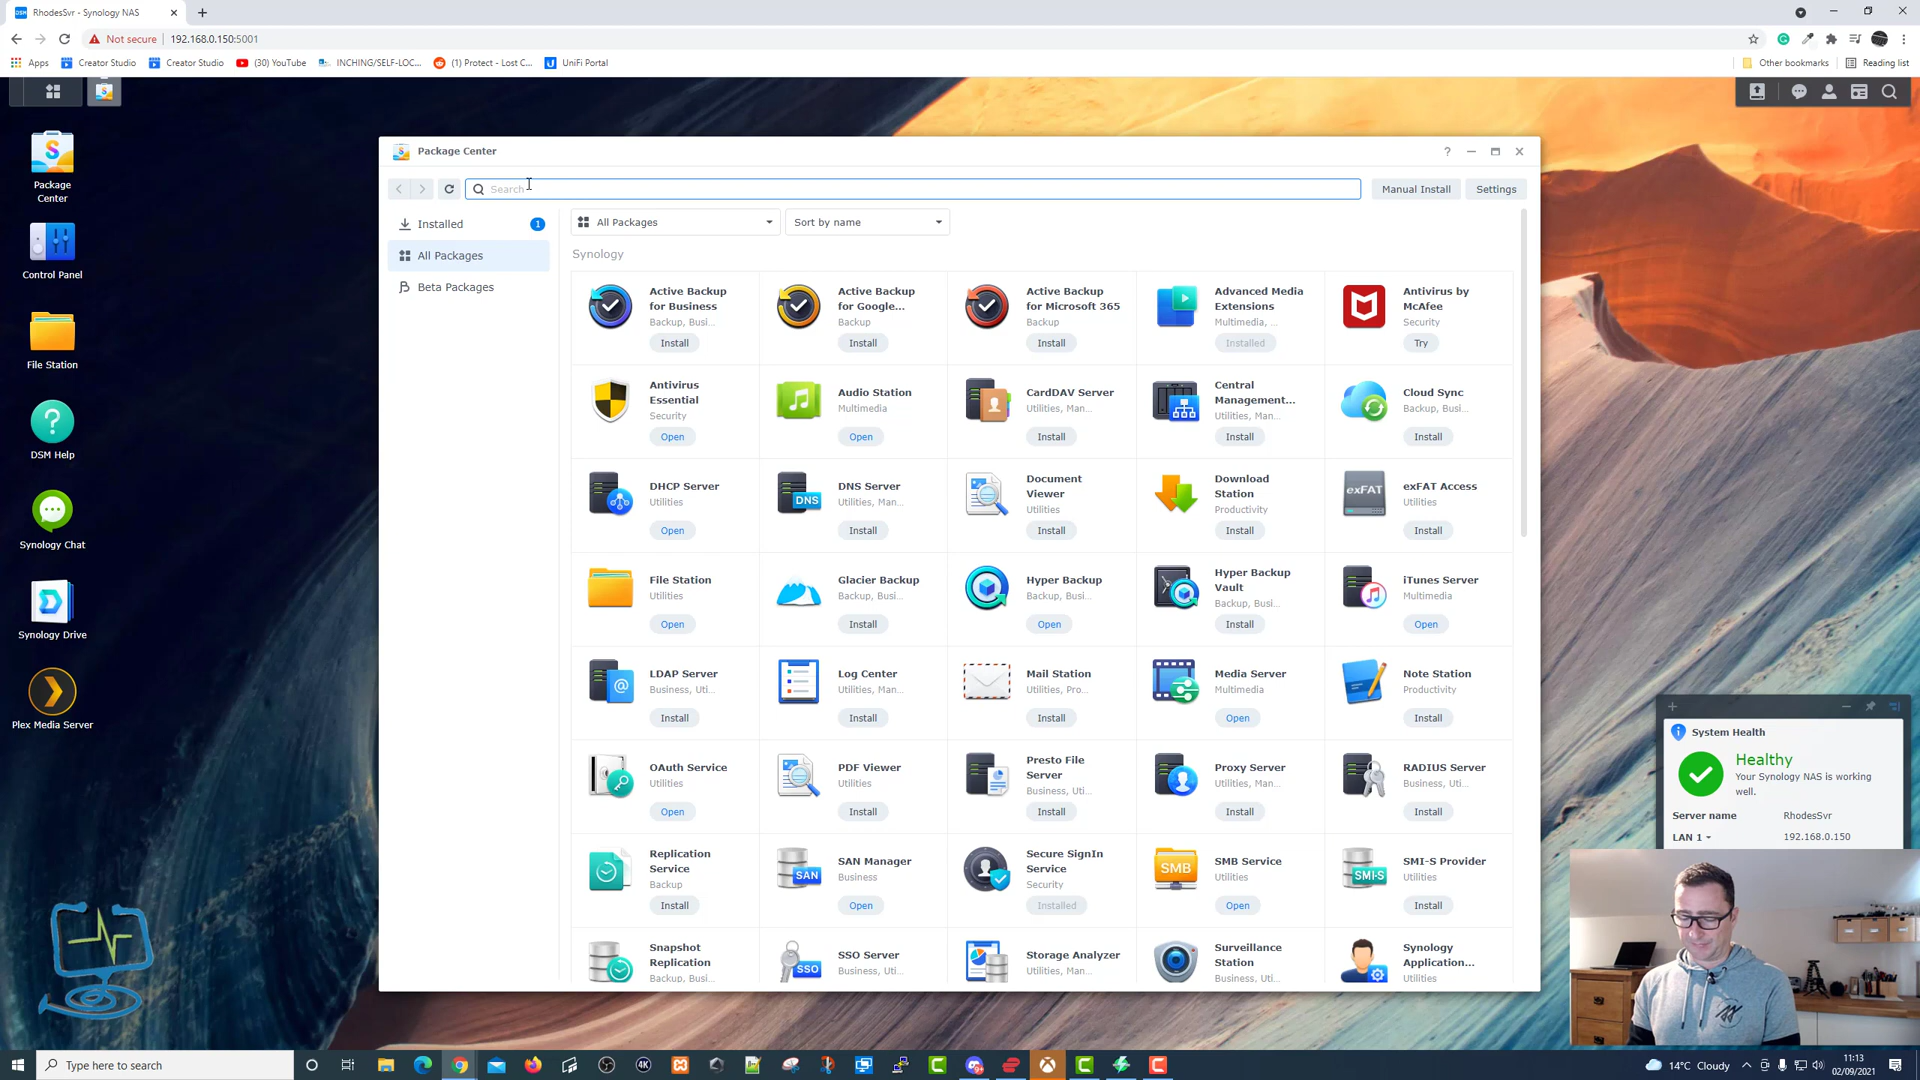 RhodesSvr - Synology NAS
Not secure 192.168.0.150:5001
Apps Creator Studio Creator Studio (30) YouTube INCHING/SELF-LOC... (1) Protect - Lost C... UniFi Portal Other bookmarks Reading list
Package Center
Control Panel
File Station
DSM Help
Synology Chat
Synology Drive
Plex Media Server
Package Center
Search
Manual Install Settings
Installed 1
All Packages
Beta Packages
All Packages Sort by name
Synology
Active Backup for Business
Backup, Busi...
Install
Active Backup for Google...
Backup
Install
Active Backup for Microsoft 365
Backup
Install
Advanced Media Extensions
Multimedia, ...
Installed
Antivirus by McAfee
Security
Try
Antivirus Essential
Security
Open
Audio Station
Multimedia
Open
CardDAV Server
Utilities, Man...
Install
Central Management...
Utilities, Man...
Install
Cloud Sync
Backup, Busi...
Install
DHCP Server
Utilities
Open
DNS
DNS Server
Utilities, Man...
Install
Document Viewer
Utilities
Install
Download Station
Productivity
Install
exFAT
exFAT Access
Utilities
Install
File Station
Utilities
Open
Glacier Backup
Backup, Busi...
Install
Hyper Backup
Backup, Busi...
Open
Hyper Backup Vault
Backup, Busi...
Install
iTunes Server
Multimedia
Open
LDAP Server
Business, Uti...
Install
Log Center
Utilities, Man...
Install
Mail Station
Utilities, Pro...
Install
Media Server
Multimedia
Open
Note Station
Productivity
Install
OAuth Service
Utilities
Open
PDF Viewer
Utilities
Install
Presto File Server
Business, Uti...
Install
Proxy Server
Utilities, Man...
Install
RADIUS Server
Business, Uti...
Install
Replication Service
Backup
Install
SAN
SAN Manager
Business
Open
Secure SignIn Service
Security
Installed
SMB
SMB Service
Utilities
Open
SMI-S
SMI-S Provider
Utilities
Install
Snapshot Replication
Backup, Busi...
SSO
SSO Server
Business, Uti...
Storage Analyzer
Utilities, Man...
Surveillance Station
Business, Uti...
Synology Application...
Utilities
System Health
Healthy
Your Synology NAS is working well.
Server name RhodesSvr
LAN 1 192.168.0.150
Type here to search
4K
14°C Cloudy
11:13
02/09/2021